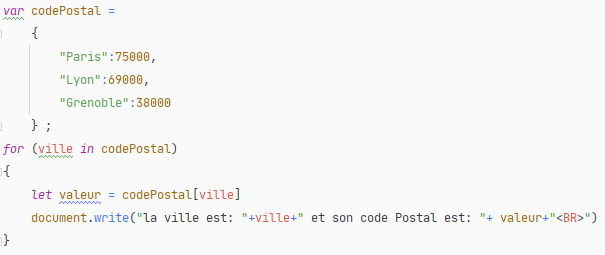 var codePostal =
{
"Paris":75000,
"Lyon":69000,
"Grenoble":38000
} ;
for (ville in codePostal)
{
let valeur = codePostal[ville]
document.write("la ville est: "+ville+" et son code Postal est: "+ valeur+"<BR>")
}